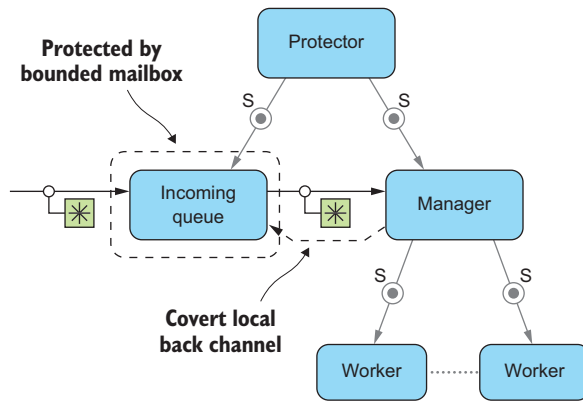 Protector
Protected by
bounded mailbox
S
S
Incoming
queue
Manager
S
S
Covert local
back channel
Worker
Worker